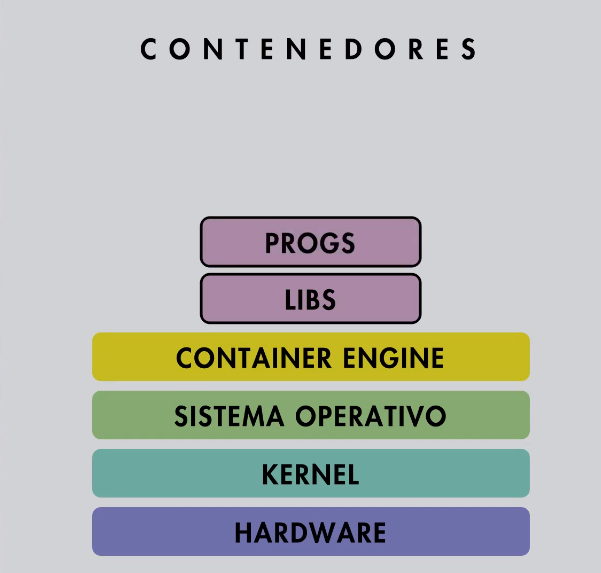 CONTENEDORES
PROGS
LIBS
CONTAINER ENGINE
SISTEMA OPERATIVO
KERNEL
HARDWARE